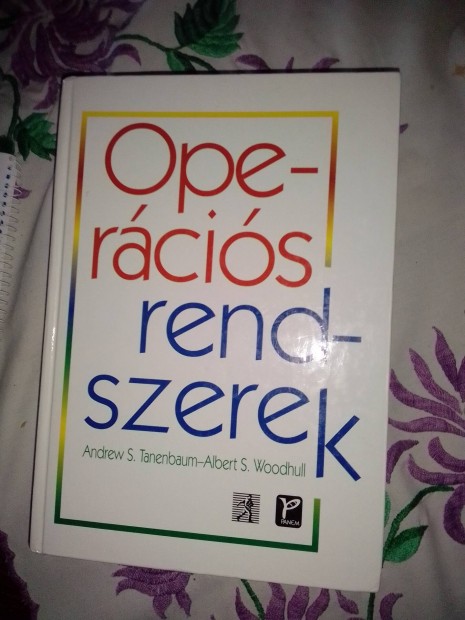 Ope-
rációs
rend-
szerek
Andrew S. Tanenbaum–Albert S. Woodhull
PANEM